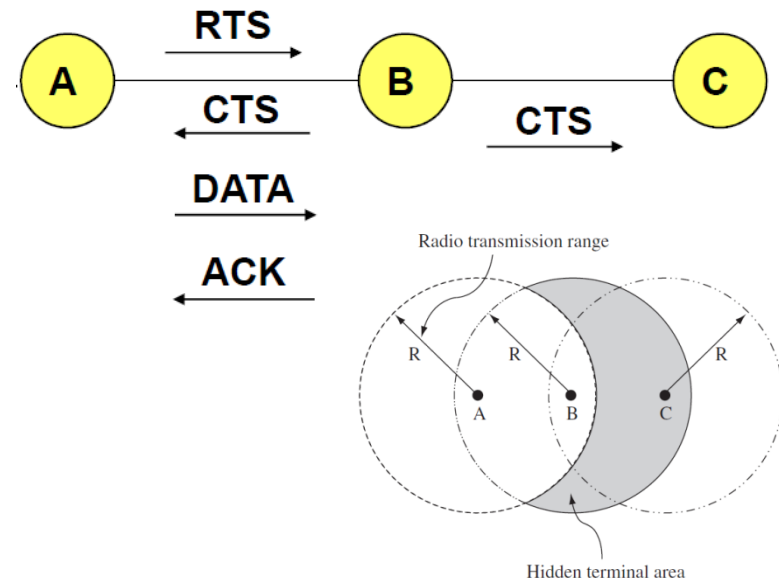 RTS
A
B
C
CTS
CTS
DATA
ACK
Radio transmission range
R
R
R
A
B
C
Hidden terminal area